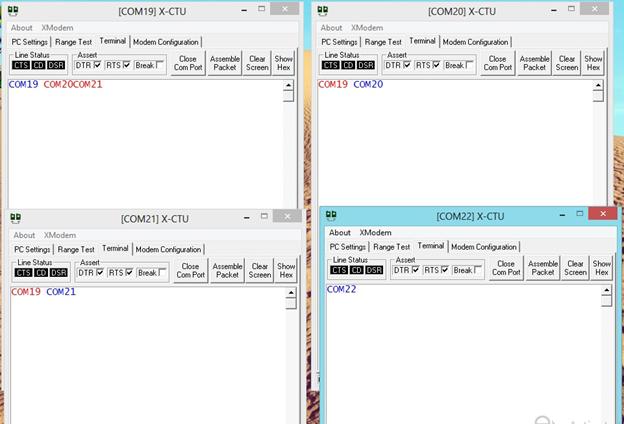 [COM19] X-CTU
About XModem
PC Settings Range Test Terminal Modem Configuration
Line Status Assert
CTS CD DSR DTR RTS Break Close Com Port Assemble Packet Clear Screen Show Hex
COM19 COM20COM21
[COM20] X-CTU
About XModem
PC Settings Range Test Terminal Modem Configuration
Line Status Assert
CTS CD DSR DTR RTS Break Close Com Port Assemble Packet Clear Screen Show Hex
COM19 COM20
[COM21] X-CTU
About XModem
PC Settings Range Test Terminal Modem Configuration
Line Status Assert
CTS CD DSR DTR RTS Break Close Com Port Assemble Packet Clear Screen Show Hex
COM19 COM21
[COM22] X-CTU
About XModem
PC Settings Range Test Terminal Modem Configuration
Line Status Assert
CTS CD DSR DTR RTS Break Close Com Port Assemble Packet Clear Screen Show Hex
COM22